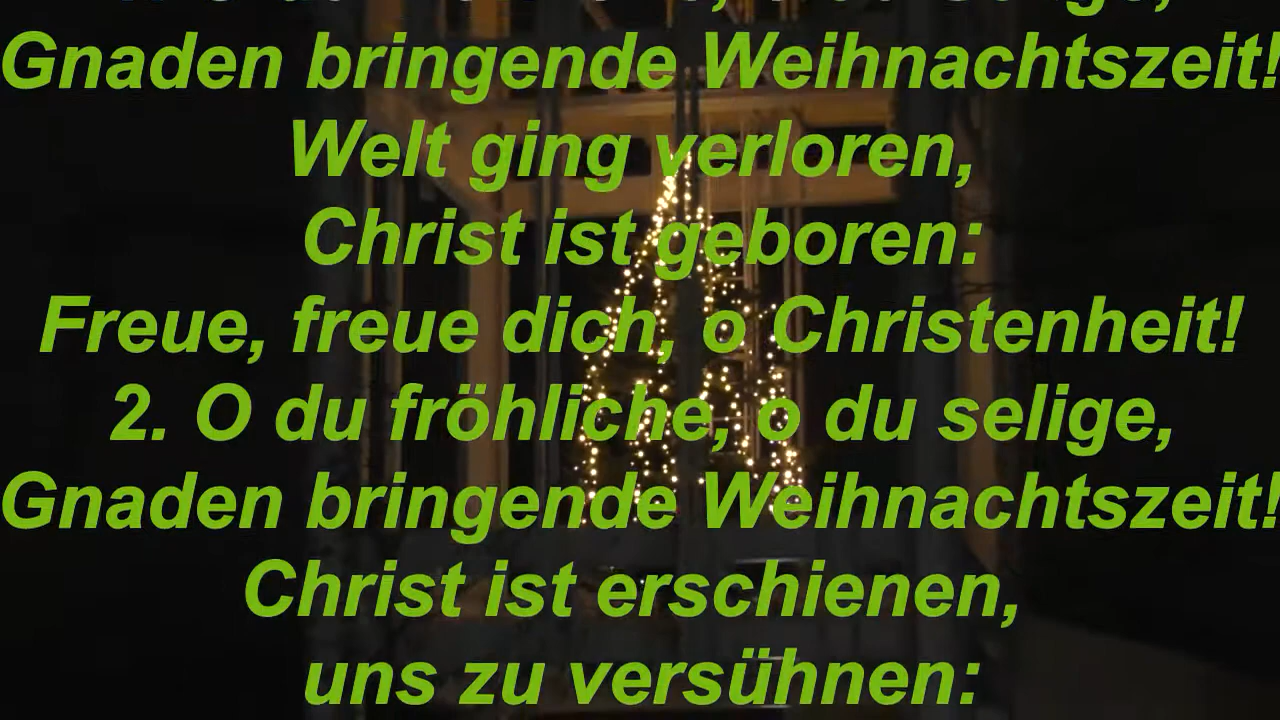 Gnaden bringende Weihnachtszeit!
Welt ging verloren,
Christ ist geboren:
Freue, freue dich, o Christenheit!
2. O du fröhliche, o du selige,
Gnaden bringende Weihnachtszeit!
Christ ist erschienen,
uns zu versühnen: